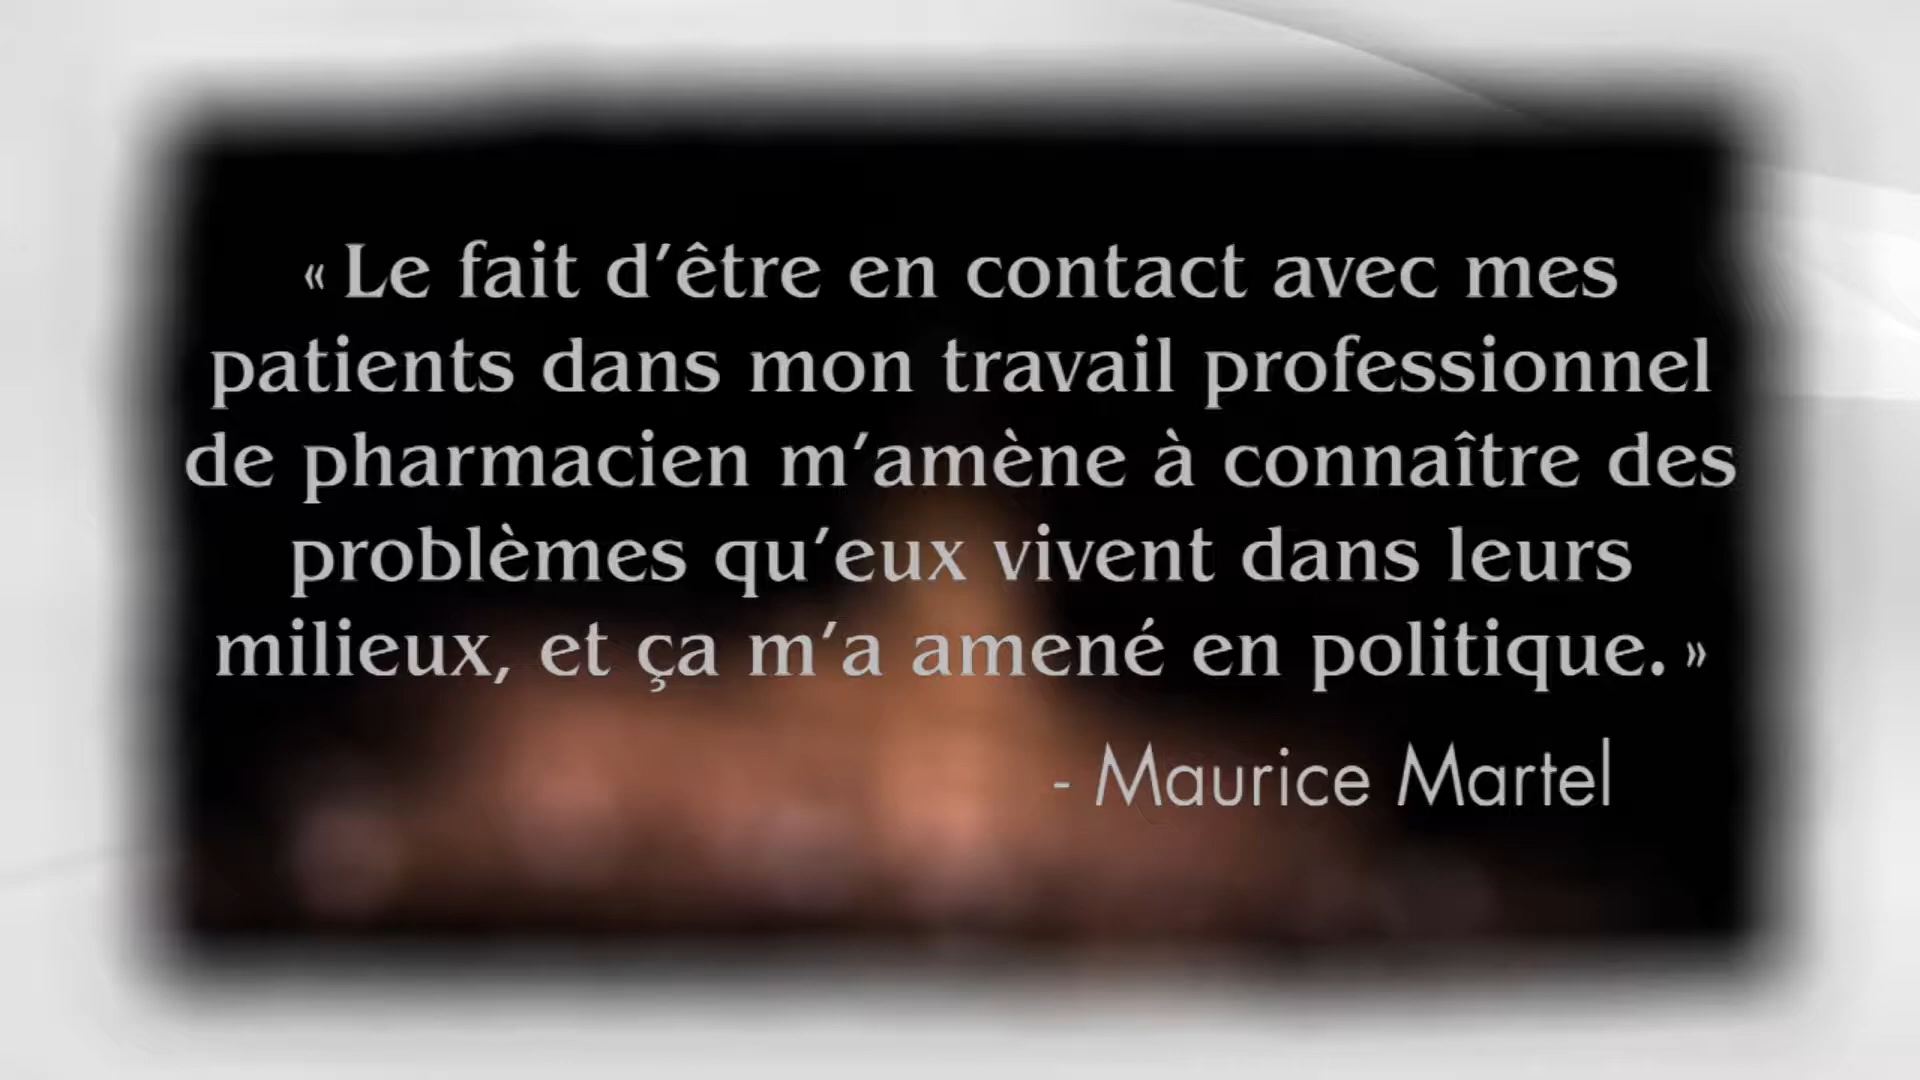 « Le fait d’être en contact avec mes
patients dans mon travail professionnel
de pharmacien m’amène à connaître des
problèmes qu’eux vivent dans leurs
milieux, et ça m’a amené en politique. »
- Maurice Martel